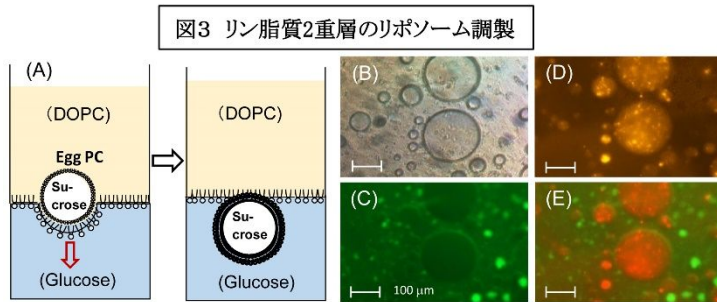 図3 リン脂質2重層のリポソーム調製
(A)
(DOPC)
Egg PC
Su-
crose
(Glucose)
(DOPC)
Su-
crose
(Glucose)
(B)
(D)
(C)
100 μm
(E)